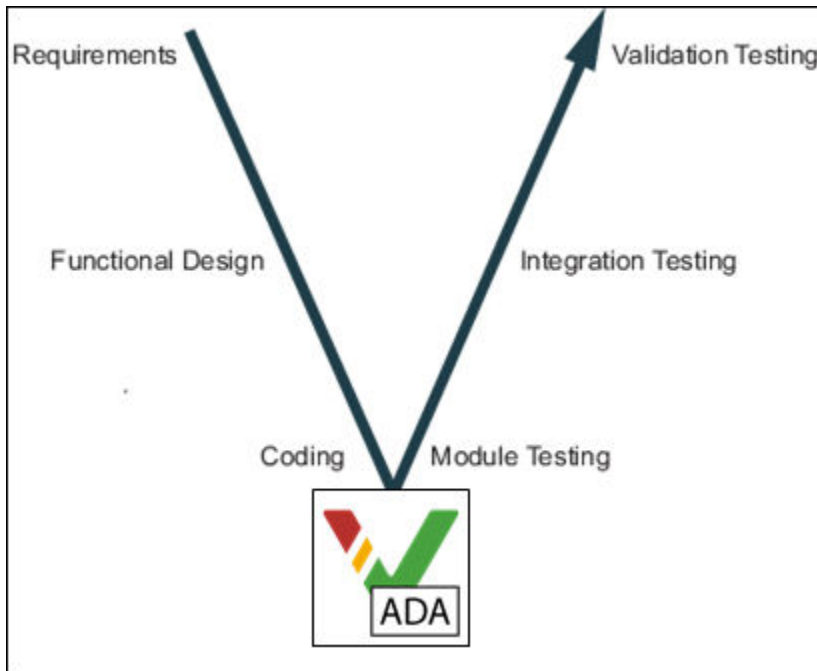 Requirements
Validation Testing
Functional Design
Integration Testing
Coding
Module Testing
ADA